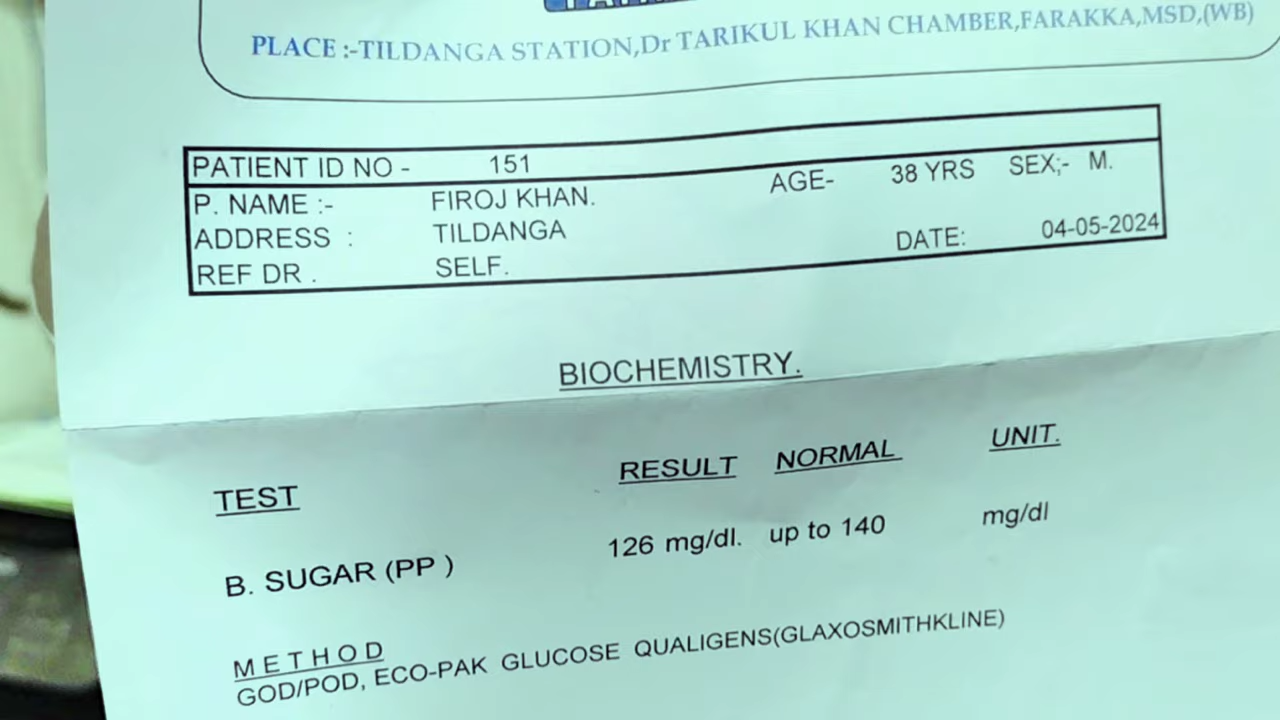 PLACE :-TILDANGA STATION,Dr TARIKUL KHAN CHAMBER,FARAKKA,MSD,(WB)
PATIENT ID NO - 151
P. NAME :- FIROJ KHAN. AGE- 38 YRS SEX;- M.
ADDRESS : TILDANGA DATE: 04-05-2024
REF DR . SELF.
BIOCHEMISTRY.
TEST RESULT NORMAL UNIT.
B. SUGAR (PP ) 126 mg/dl. up to 140 mg/dl
METHOD
GOD/POD, ECO-PAK GLUCOSE QUALIGENS(GLAXOSMITHKLINE)